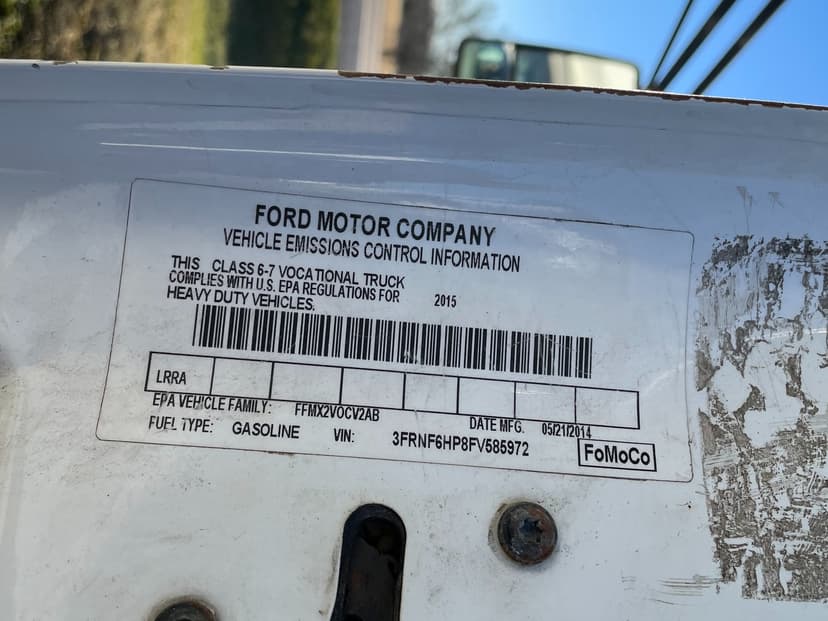 FORD MOTOR COMPANY
VEHICLE EMISSIONS CONTROL INFORMATION
THIS CLASS 6-7 VOCATIONAL TRUCK
COMPLIES WITH U.S. EPA REGULATIONS FOR 2015
HEAVY DUTY VEHICLES.
LRRA
EPA VEHICLE FAMILY: FFMX2VOCV2AB DATE MFG. 05/21/2014
FUEL TYPE: GASOLINE VIN: 3FRNF6HP8FV585972 FoMoCo